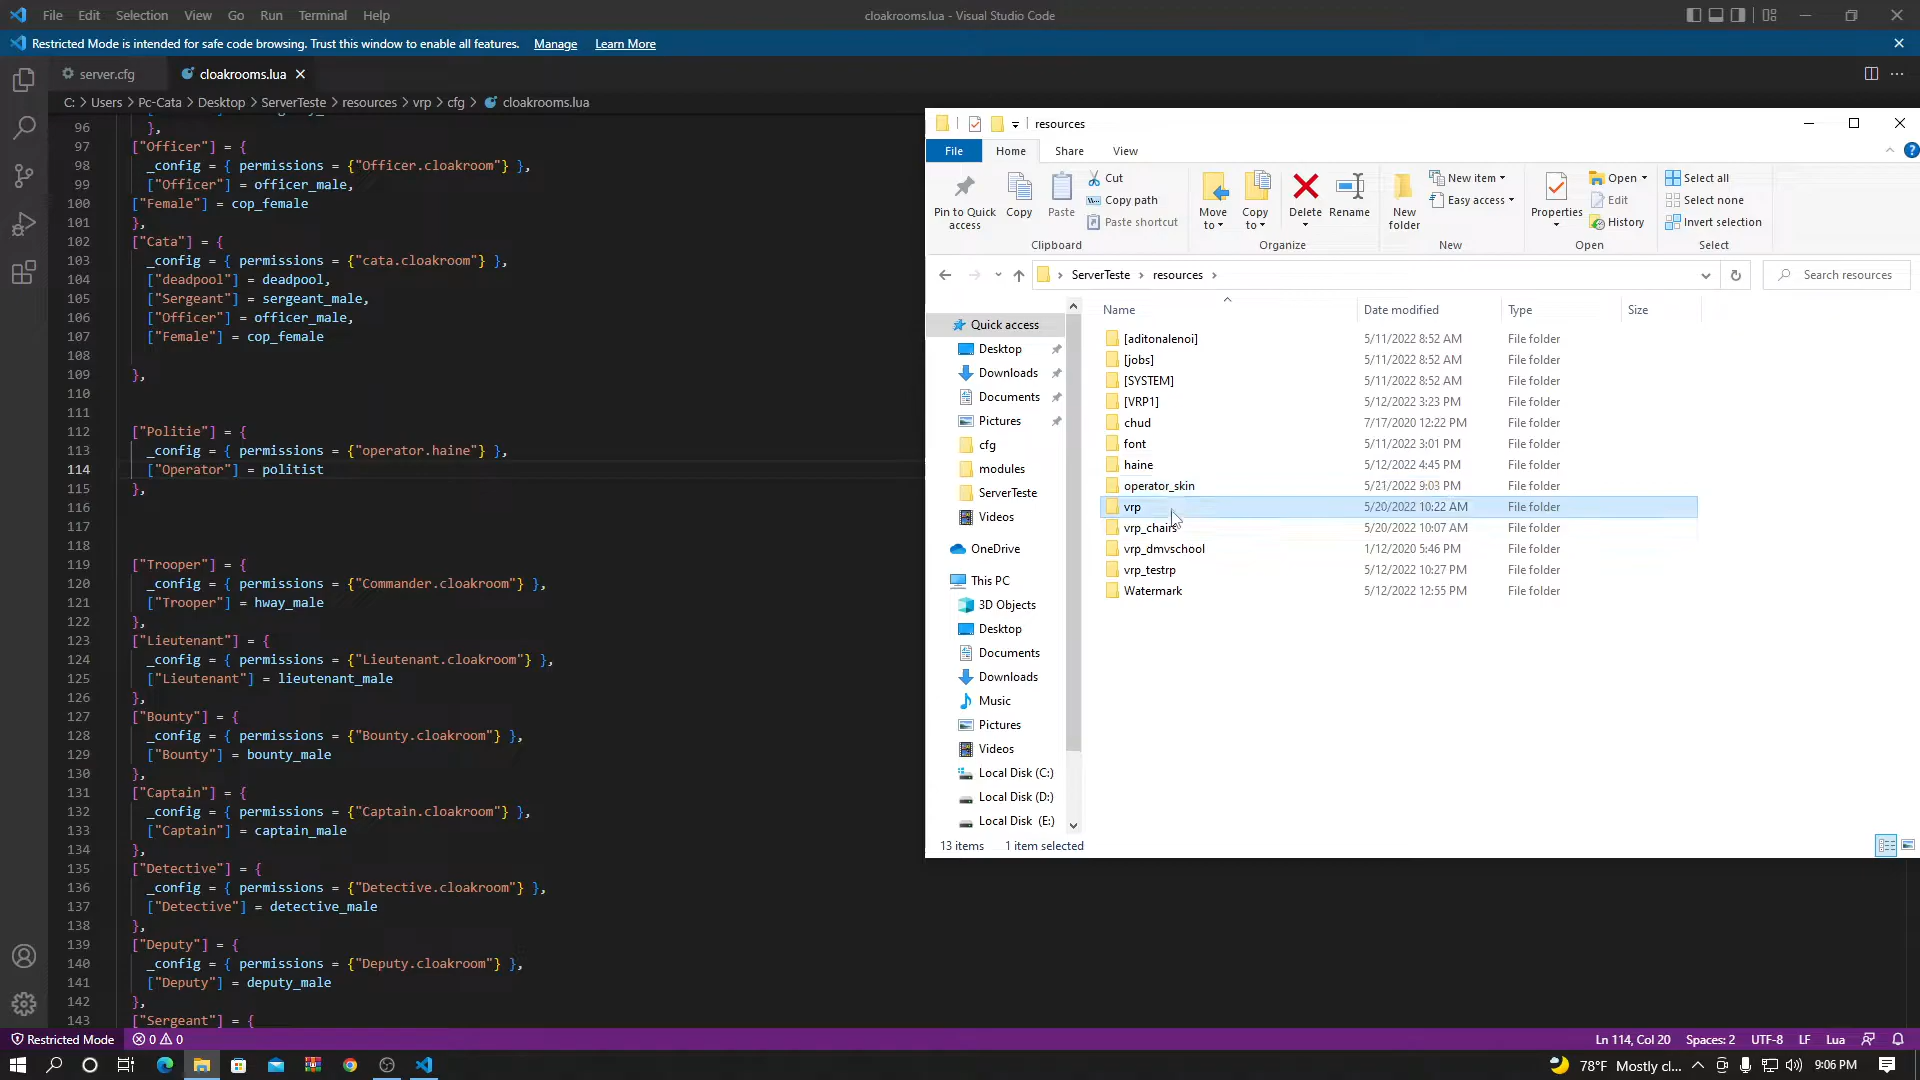 File Edit Selection View Go Run Terminal Help
cloakrooms.lua - Visual Studio Code
Restricted Mode is intended for safe code browsing. Trust this window to enable all features. Manage Learn More
server.cfg cloakrooms.lua
C: > Users > Pc-Cata > Desktop > ServerTeste > resources > vrp > cfg > cloakrooms.lua
96 },
97 ["Officer"] = {
98 _config = { permissions = {"Officer.cloakroom"} },
99 ["Officer"] = officer_male,
100 ["Female"] = cop_female
101 },
102 ["Cata"] = {
103 _config = { permissions = {"cata.cloakroom"} },
104 ["deadpool"] = deadpool,
105 ["Sergeant"] = sergeant_male,
106 ["Officer"] = officer_male,
107 ["Female"] = cop_female
108
109 },
110
111
112 ["Politie"] = {
113 _config = { permissions = {"operator.haine"} },
114 ["Operator"] = politist
115 },
116
117
118
119 ["Trooper"] = {
120 _config = { permissions = {"Commander.cloakroom"} },
121 ["Trooper"] = hway_male
122 },
123 ["Lieutenant"] = {
124 _config = { permissions = {"Lieutenant.cloakroom"} },
125 ["Lieutenant"] = lieutenant_male
126 },
127 ["Bounty"] = {
128 _config = { permissions = {"Bounty.cloakroom"} },
129 ["Bounty"] = bounty_male
130 },
131 ["Captain"] = {
132 _config = { permissions = {"Captain.cloakroom"} },
133 ["Captain"] = captain_male
134 },
135 ["Detective"] = {
136 _config = { permissions = {"Detective.cloakroom"} },
137 ["Detective"] = detective_male
138 },
139 ["Deputy"] = {
140 _config = { permissions = {"Deputy.cloakroom"} },
141 ["Deputy"] = deputy_male
142 },
143 ["Sergeant"] = {
resources
File Home Share View
Pin to Quick access
Copy
Paste
Cut
Copy path
Paste shortcut
Clipboard
Move to
Copy to
Delete
Rename
Organize
New folder
New item
Easy access
New
Properties
Open
Edit
History
Open
Select all
Select none
Invert selection
Select
ServerTeste > resources >
Search resources
Quick access
Desktop
Downloads
Documents
Pictures
cfg
modules
ServerTeste
Videos
OneDrive
This PC
3D Objects
Desktop
Documents
Downloads
Music
Pictures
Videos
Local Disk (C:)
Local Disk (D:)
Local Disk (E:)
Name Date modified Type Size
[aditonalenoi] 5/11/2022 8:52 AM File folder
[jobs] 5/11/2022 8:52 AM File folder
[SYSTEM] 5/11/2022 8:52 AM File folder
[VRP1] 5/12/2022 3:23 PM File folder
chud 7/17/2020 12:22 PM File folder
font 5/11/2022 3:01 PM File folder
haine 5/12/2022 4:45 PM File folder
operator_skin 5/21/2022 9:03 PM File folder
vrp 5/20/2022 10:22 AM File folder
vrp_chairs 5/20/2022 10:07 AM File folder
vrp_dmvschool 1/12/2020 5:46 PM File folder
vrp_testrp 5/12/2022 10:27 PM File folder
Watermark 5/12/2022 12:55 PM File folder
13 items 1 item selected
Restricted Mode 0 0
Ln 114, Col 20 Spaces: 2 UTF-8 LF Lua
78°F Mostly cl... 9:06 PM